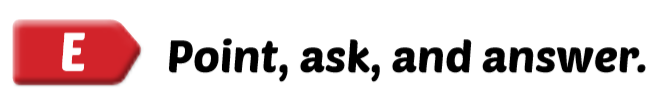 E Point, ask, and answer.